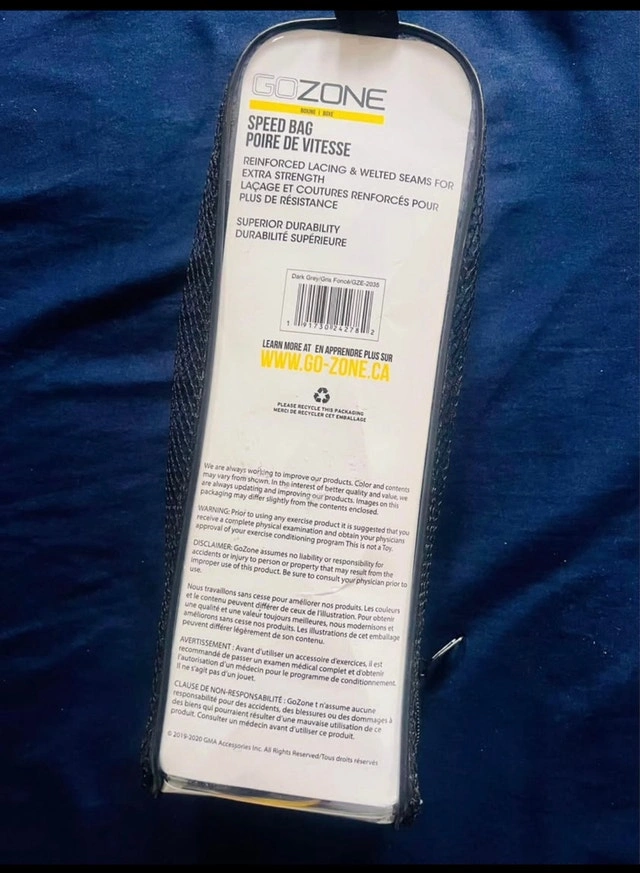 GOZONE
BOXING | BOXE
SPEED BAG
POIRE DE VITESSE
REINFORCED LACING & WELTED SEAMS FOR
EXTRA STRENGTH
LAÇAGE ET COUTURES RENFORCÉS POUR
PLUS DE RÉSISTANCE
SUPERIOR DURABILITY
DURABILITÉ SUPÉRIEURE
Dark Grey/Gris Foncé/GZE-2035
1 91730 24278 2
LEARN MORE AT EN APPRENDRE PLUS SUR
WWW.GO-ZONE.CA
PLEASE RECYCLE THIS PACKAGING
MERCI DE RECYCLER CET EMBALLAGE
We are always working to improve our products. Color and contents
may vary from shown. In the interest of better quality and value, we
are always updating and improving our products. Images on this
packaging may differ slightly from the contents enclosed.
WARNING: Prior to using any exercise product it is suggested that you
receive a complete physical examination and obtain your physicians
approval of your exercise conditioning program This is not a Toy.
DISCLAIMER: GoZone assumes no liability or responsibility for
accidents or injury to person or property that may result from the
improper use of this product. Be sure to consult your physician prior to
use.
Nous travaillons sans cesse pour améliorer nos produits. Les couleurs
et le contenu peuvent différer de ceux de l'illustration. Pour obtenir
une qualité et une valeur toujours meilleures, nous modernisons et
améliorons sans cesse nos produits. Les illustrations de cet emballage
peuvent différer légèrement de son contenu.
AVERTISSEMENT : Avant d'utiliser un accessoire d'exercices, il est
recommandé de passer un examen médical complet et d'obtenir
l'autorisation d'un médecin pour le programme de conditionnement.
Il ne s'agit pas d'un jouet.
CLAUSE DE NON-RESPONSABILITÉ : GoZone t n'assume aucune
responsabilité pour des accidents, des blessures ou des dommages à
des biens qui pourraient résulter d'une mauvaise utilisation de ce
produit. Consulter un médecin avant d'utiliser ce produit.
© 2019-2020 GMA Accessories Inc. All Rights Reserved/Tous droits réservés